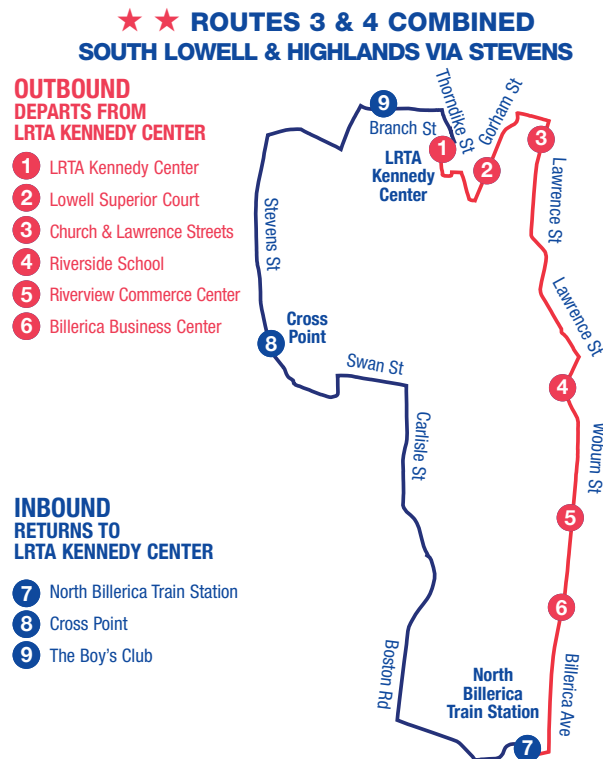 ★ ★ ROUTES 3 & 4 COMBINED
SOUTH LOWELL & HIGHLANDS VIA STEVENS
OUTBOUND
DEPARTS FROM
LRTA KENNEDY CENTER
1 LRTA Kennedy Center
2 Lowell Superior Court
3 Church & Lawrence Streets
4 Riverside School
5 Riverview Commerce Center
6 Billerica Business Center
INBOUND
RETURNS TO
LRTA KENNEDY CENTER
7 North Billerica Train Station
8 Cross Point
9 The Boy's Club
9
Branch St
Thorndike St
LRTA
Kennedy
Center
1
2
Gorham St
3
Lawrence St
Lawrence St
4
Woburn St
5
6
Billerica Ave
North
Billerica
Train Station
7
Boston Rd
Carlisle St
Swan St
Cross
Point
8
Stevens St